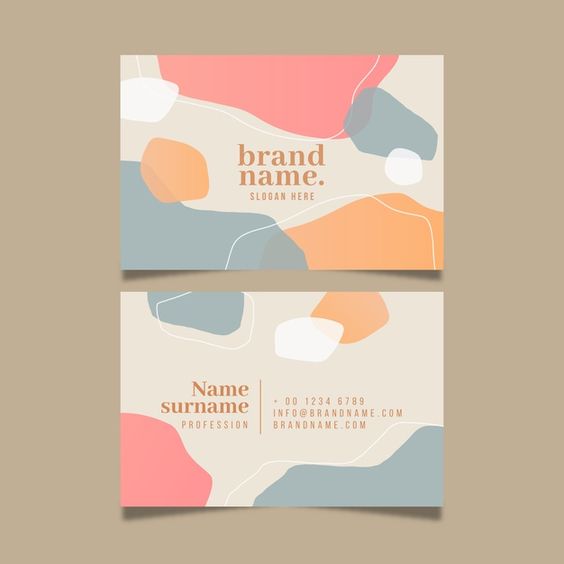 brand
name.
SLOGAN HERE
Name
surname
PROFESSION
+ 00 1234 6789
INFO@BRANDNAME.COM
BRANDNAME.COM